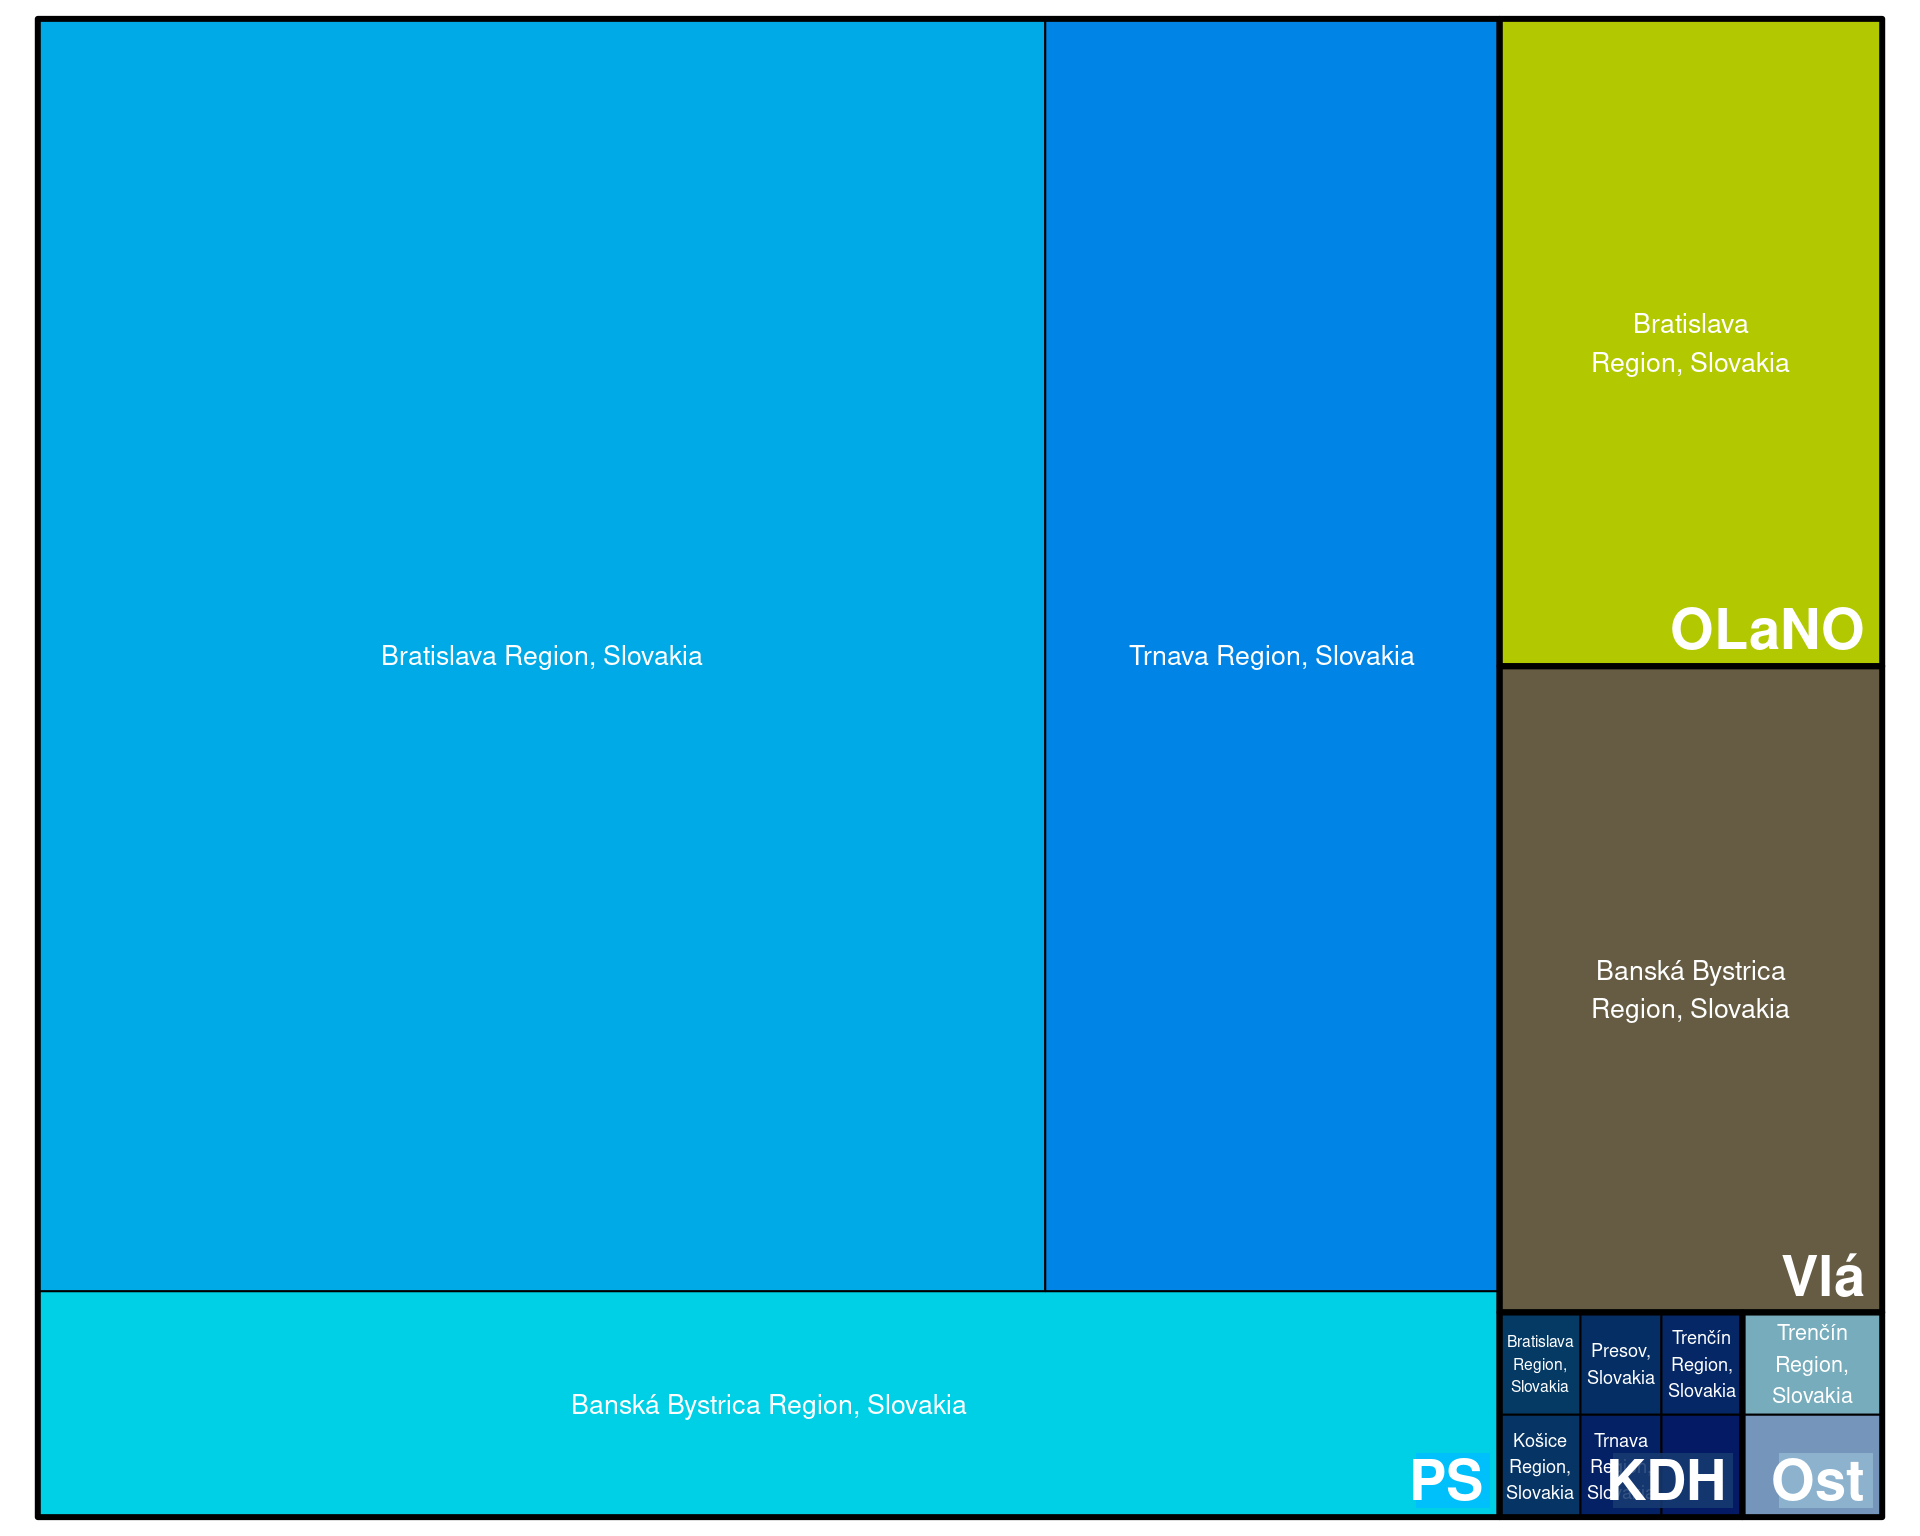 Bratislava Region, Slovakia
Trnava Region, Slovakia
Banská Bystrica Region, Slovakia
PS
Bratislava
Region, Slovakia
OLaNO
Banská Bystrica
Region, Slovakia
Vlá
Bratislava
Region,
Slovakia
Presov,
Slovakia
Trenčín
Region,
Slovakia
Košice
Region,
Slovakia
Trnava
KDH
Trenčín
Region,
Slovakia
Ost